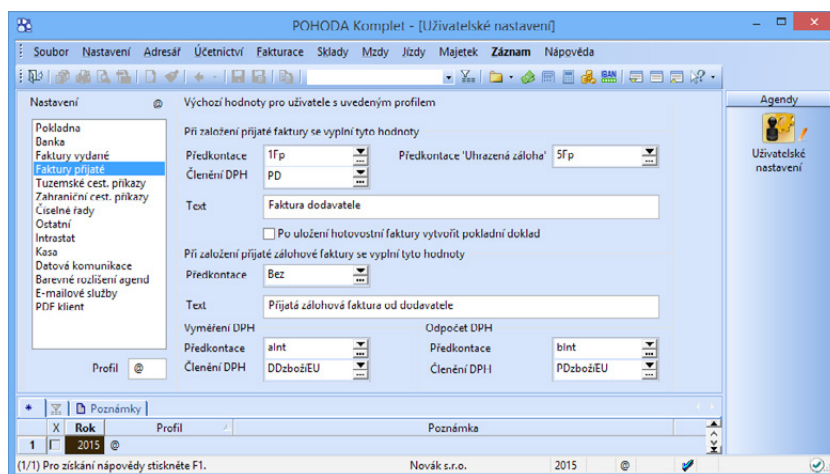 POHODA Komplet - [Uživatelské nastavení]
Soubor Nastavení Adresář Účetnictví Fakturace Sklady Mzdy Jízdy Majetek Záznam Nápověda
Nastavení @
Pokladna
Banka
Faktury vydané
Faktury přijaté
Tuzemské cest. příkazy
Zahraniční cest. příkazy
Číselné řady
Ostatní
Intrastat
Kasa
Datová komunikace
Barevné rozlišení agend
E-mailové služby
PDF klient
Profil @
Výchozí hodnoty pro uživatele s uvedeným profilem
Při založení přijaté faktury se vyplní tyto hodnoty
Předkontace 1Fp Předkontace 'Uhrazená záloha' 5Fp
Členění DPH PD
Text Faktura dodavatele
Po uložení hotovostní faktury vytvořit pokladní doklad
Při založení přijaté zálohové faktury se vyplní tyto hodnoty
Předkontace Bez
Text Přijatá zálohová faktura od dodavatele
Vyměření DPH Odpočet DPH
Předkontace aInt Předkontace bInt
Členění DPH DDzbožíEU Členění DPH PDzbožíEU
Agendy
Uživatelské
nastavení
* Poznámky
X Rok Profil Poznámka
1 2015 @
(1/1) Pro získání nápovědy stiskněte F1. Novák s.r.o. 2015 @